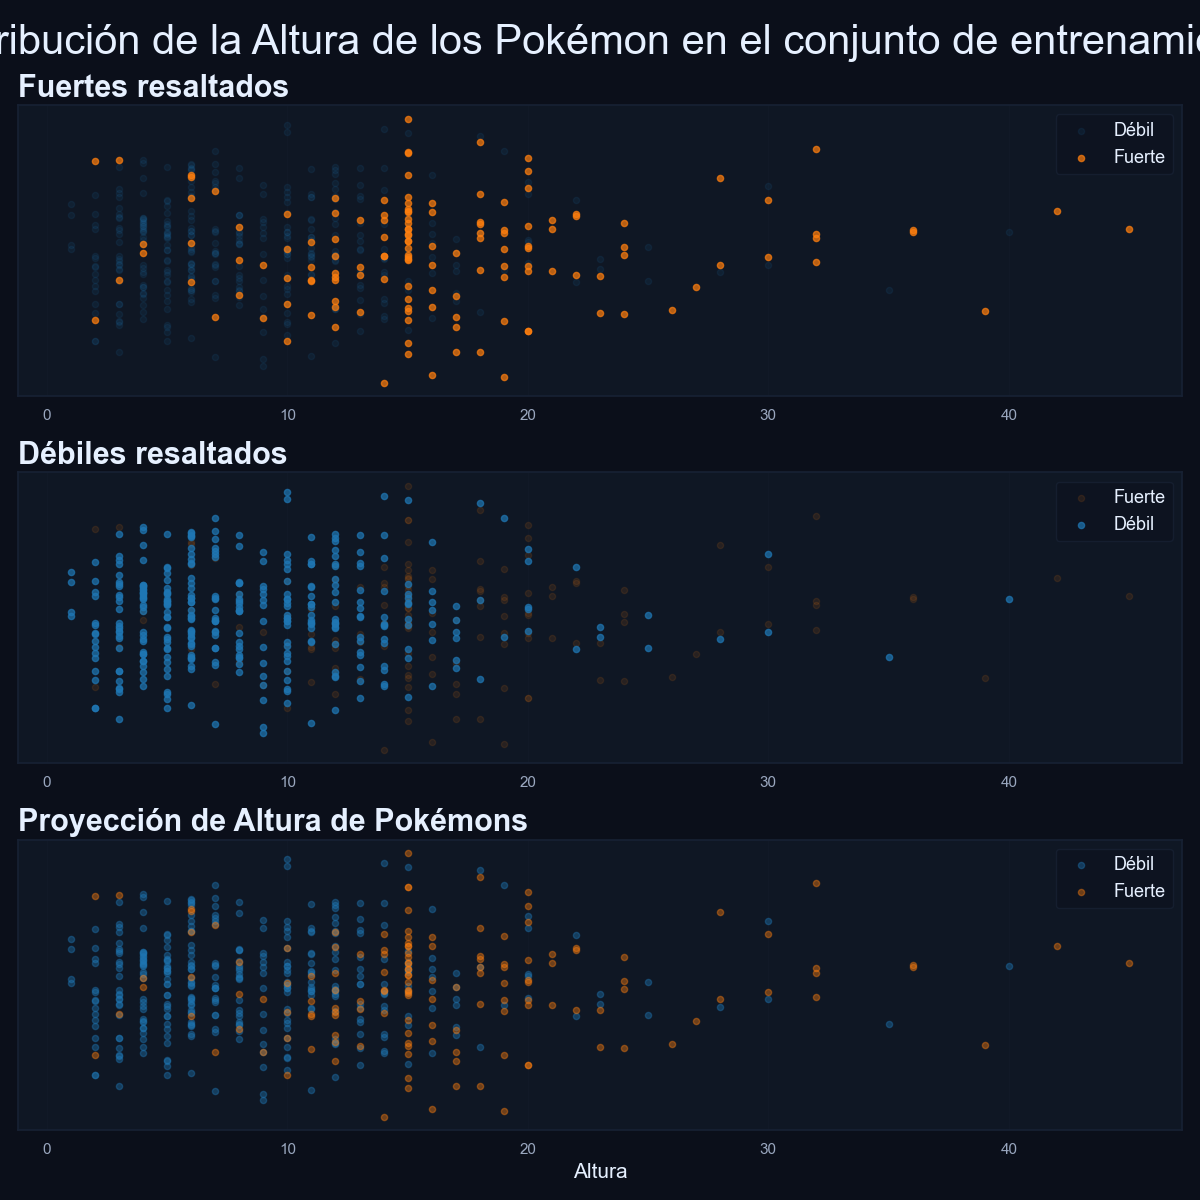 ribución de la Altura de los Pokémon en el conjunto de entrenamie
Fuertes resaltados
Débil
Fuerte
0 10 20 30 40
Débiles resaltados
Fuerte
Débil
0 10 20 30 40
Proyección de Altura de Pokémons
Débil
Fuerte
0 10 20 30 40
Altura